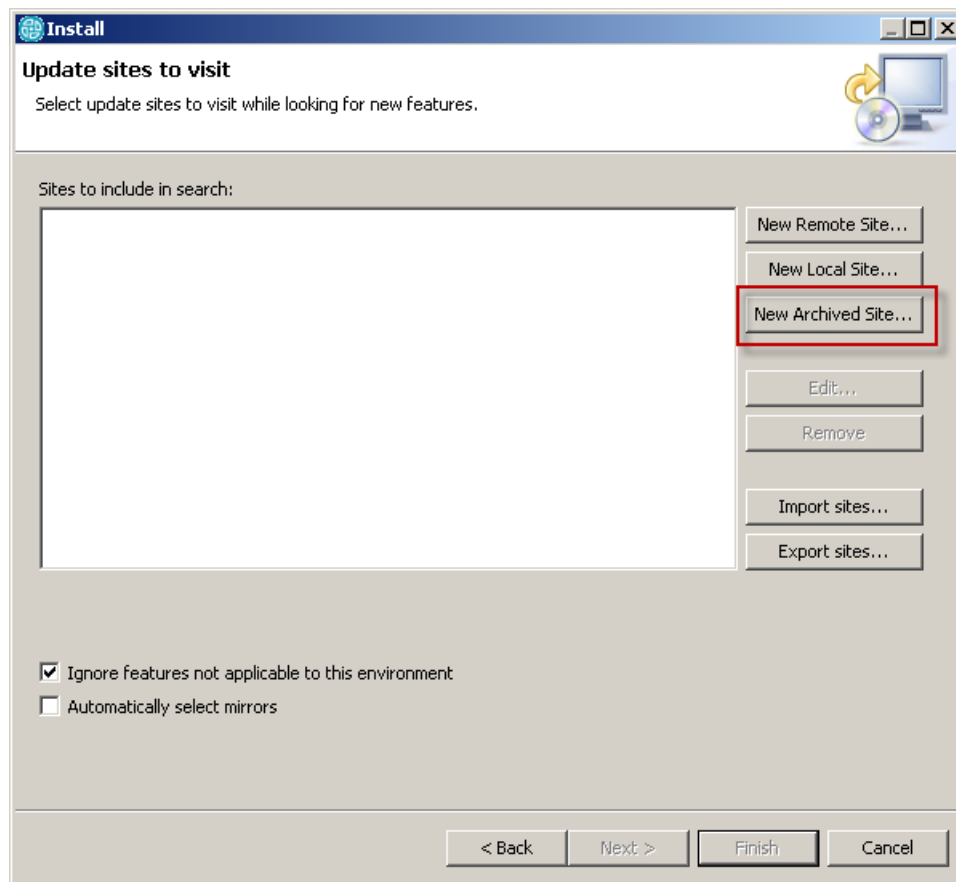 Install
Update sites to visit
Select update sites to visit while looking for new features.
Sites to include in search:
New Remote Site...
New Local Site...
New Archived Site...
Edit...
Remove
Import sites...
Export sites...
Ignore features not applicable to this environment
Automatically select mirrors
< Back Next > Finish Cancel